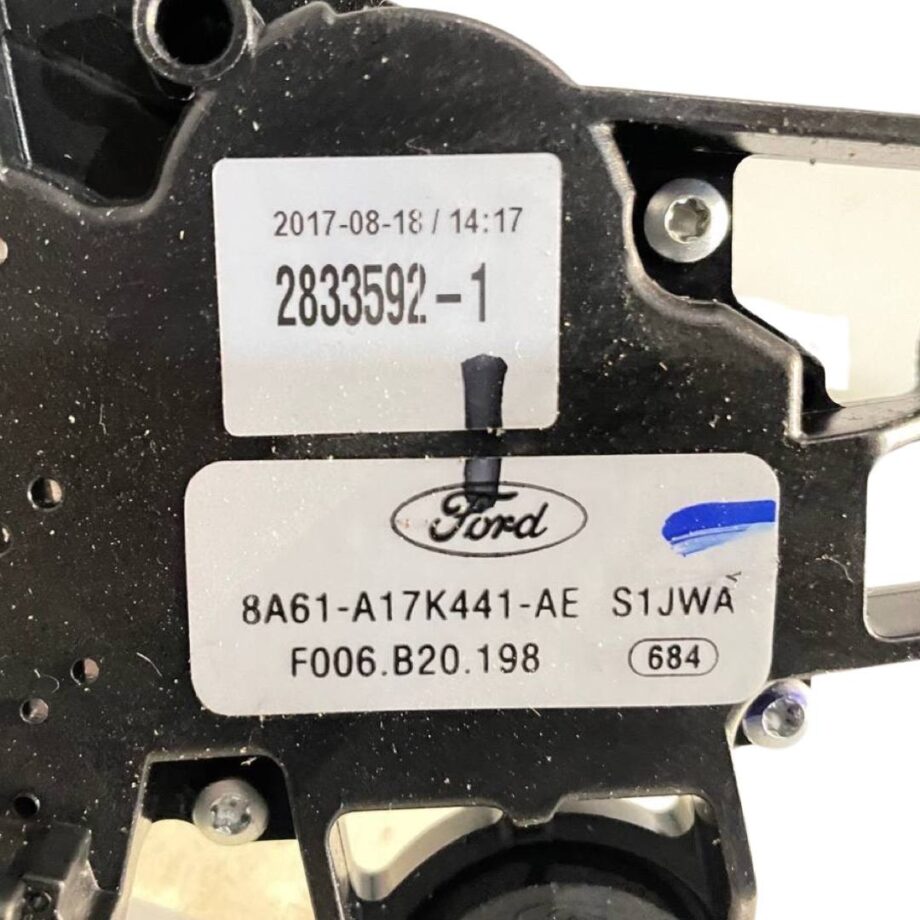 2017-08-18 / 14:17
2833592-1
Ford
8A61-A17K441-AE S1JWA
F006.B20.198 684